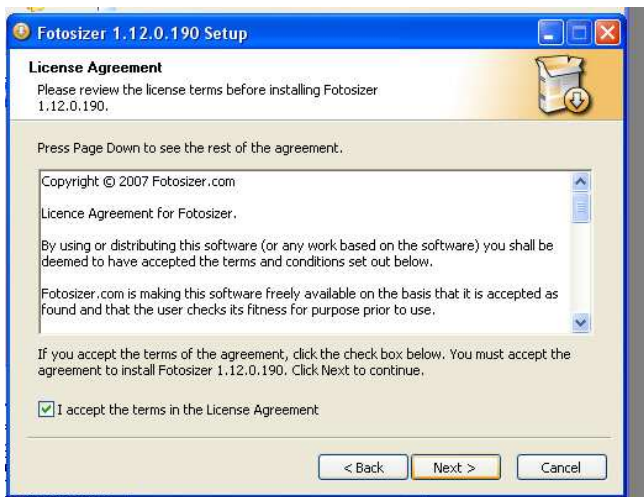 Fotosizer 1.12.0.190 Setup
License Agreement
Please review the license terms before installing Fotosizer
1.12.0.190.
Press Page Down to see the rest of the agreement.
Copyright © 2007 Fotosizer.com
Licence Agreement for Fotosizer.
By using or distributing this software (or any work based on the software) you shall be
deemed to have accepted the terms and conditions set out below.
Fotosizer.com is making this software freely available on the basis that it is accepted as
found and that the user checks its fitness for purpose prior to use.
If you accept the terms of the agreement, click the check box below. You must accept the
agreement to install Fotosizer 1.12.0.190. Click Next to continue.
I accept the terms in the License Agreement
< Back Next > Cancel